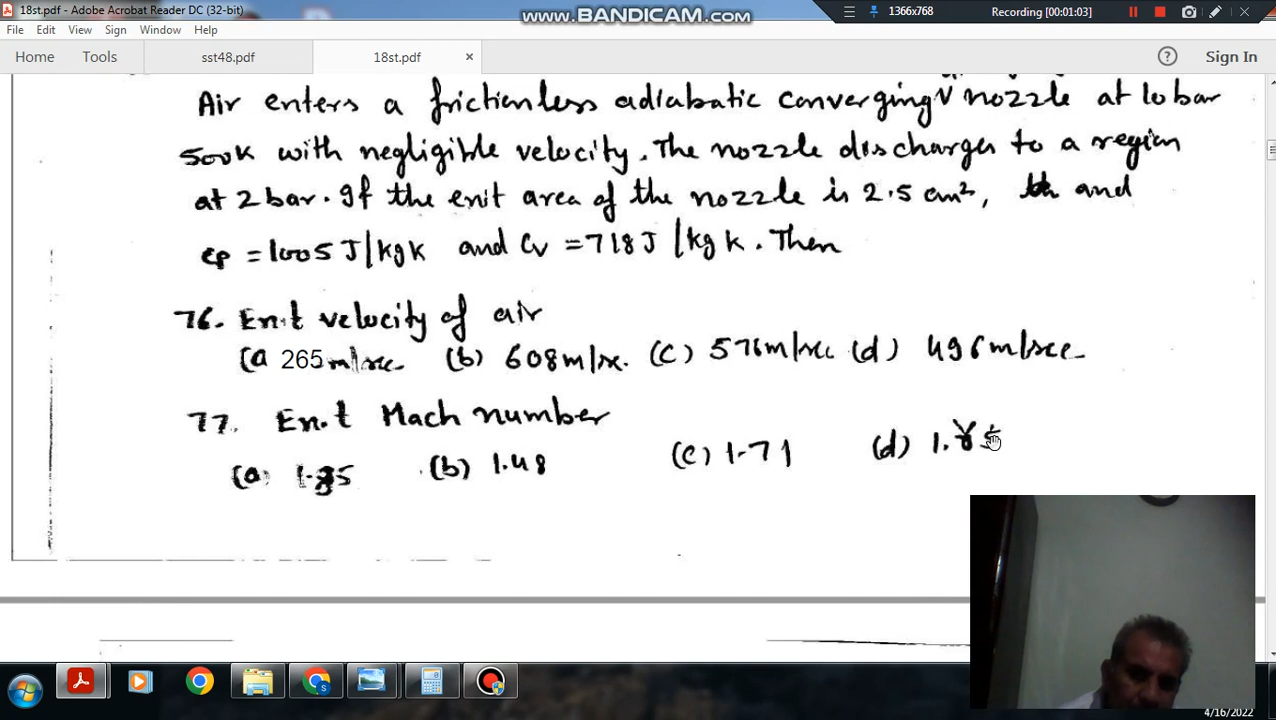 18st.pdf - Adobe Acrobat Reader DC (32-bit)
www.BANDICAM.com
1366x768
Recording [00:01:03]
File Edit View Sign Window Help
Home Tools sst48.pdf 18st.pdf × Sign In
Air enters a frictionless adiabatic converging nozzle at 10 bar
500K with negligible velocity. The nozzle discharges to a region
at 2 bar. If the exit area of the nozzle is 2.5 cm², and
cp = 1005 J/kgK and Cv = 718 J/kgK. Then
76. Exit velocity of air
(a 265 m/sec. (b) 608 m/se. (c) 576 m/sec (d) 496 m/sec
77. Exit Mach number
(a) (b) 1.48 (c) 1.71 (d)
4/16/2022